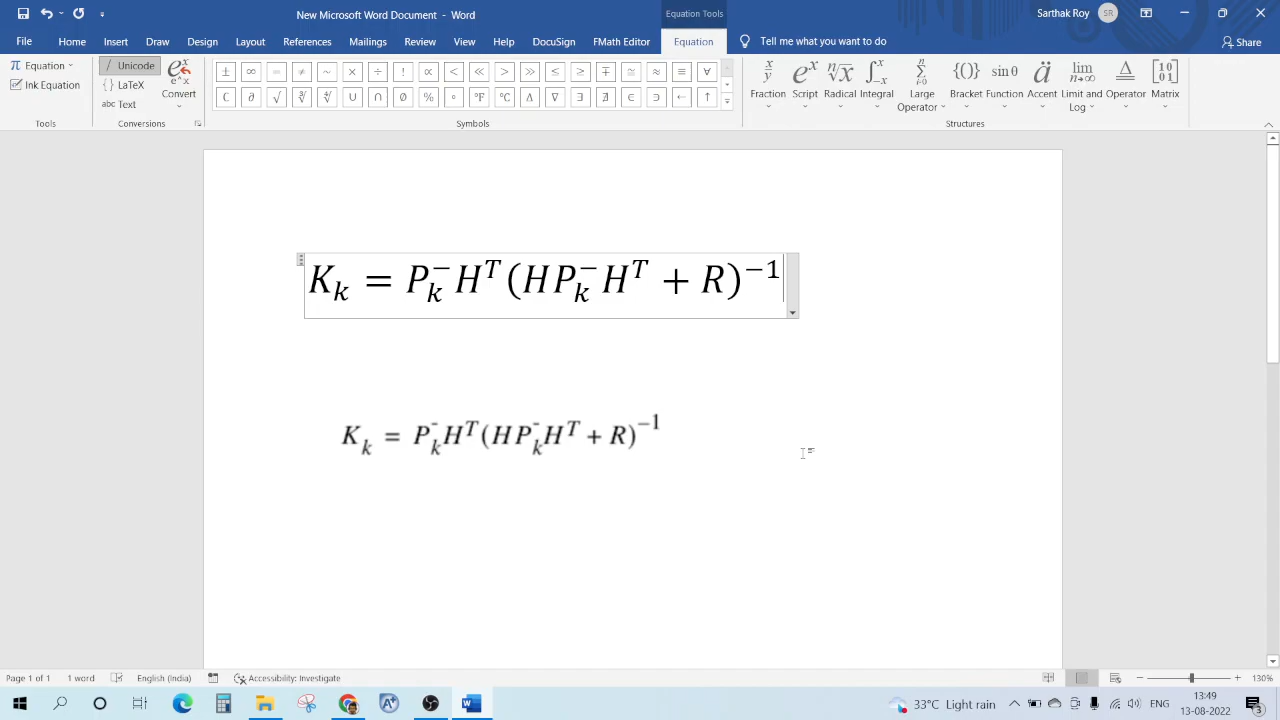 New Microsoft Word Document - Word
Sarthak Roy SR
File Home Insert Draw Design Layout References Mailings Review View Help DocuSign FMath Editor Equation Tell me what you want to do Share
Equation Tools
π Equation
Ink Equation
Tools
Unicode
{} LaTeX
abc Text
Convert
Conversions
± ∞ = ≠ ~ × ÷ ! ∝ < ≪ > ≫ ≤ ≥ ∓ ≅ ≈ ≡ ∀
∁ ∂ √ ∛ ∜ ∪ ∩ ∅ % ° ℉ ℃ ∆ ∇ ∃ ∄ ∈ ∋ ← ↑
Symbols
Fraction Script Radical Integral Large Operator Bracket Function Accent Limit and Log Operator Matrix
Structures
K_k = P_k^− H^T (H P_k^− H^T + R)^−1
K_k = P_k^- H^T (H P_k^- H^T + R)^−1
Page 1 of 1 1 word English (India) Accessibility: Investigate 130%
33°C Light rain ENG 13:49
13-08-2022 3